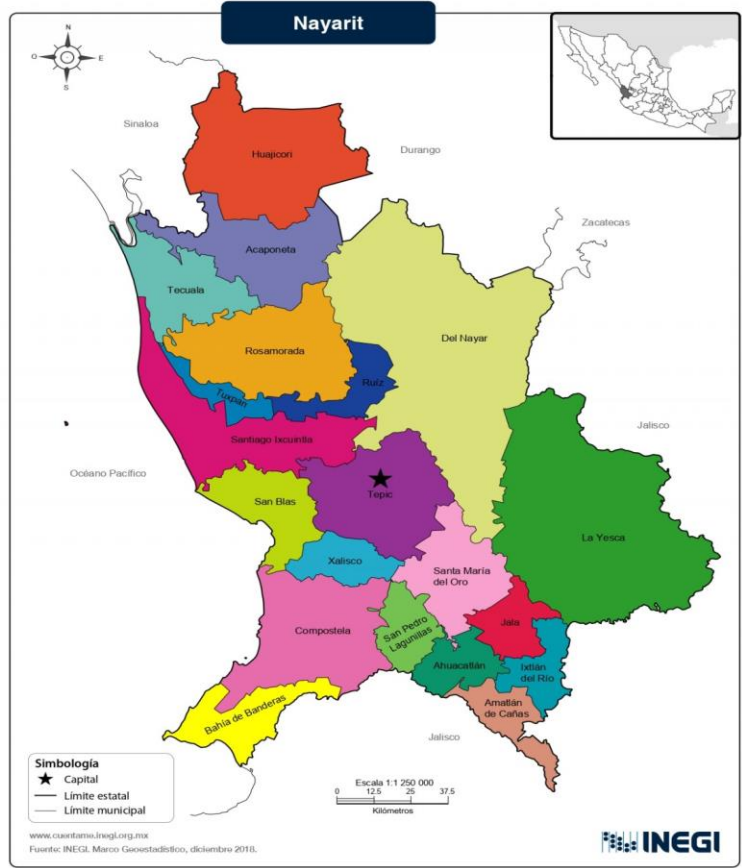 Nayarit
N
O
E
S
Sinaloa
Durango
Zacatecas
Huajicori
Acaponeta
Tecuala
Del Nayar
Rosamorada
Ruíz
Tuxpan
Jalisco
Santiago Ixcuintla
Océano Pacífico
San Blas
Tepic
La Yesca
Xalisco
Santa María
del Oro
Jala
San Pedro
Lagunillas
Compostela
Ahuacatlán
Ixtlán
del Río
Bahía de Banderas
Amatlán
de Cañas
Jalisco
Simbología
Capital
Límite estatal
Límite municipal
Escala 1:1 250 000
0 12.5 25 37.5
Kilómetros
www.cuentame.inegi.org.mx
Fuente: INEGI. Marco Geoestadístico, diciembre 2018.
INEGI